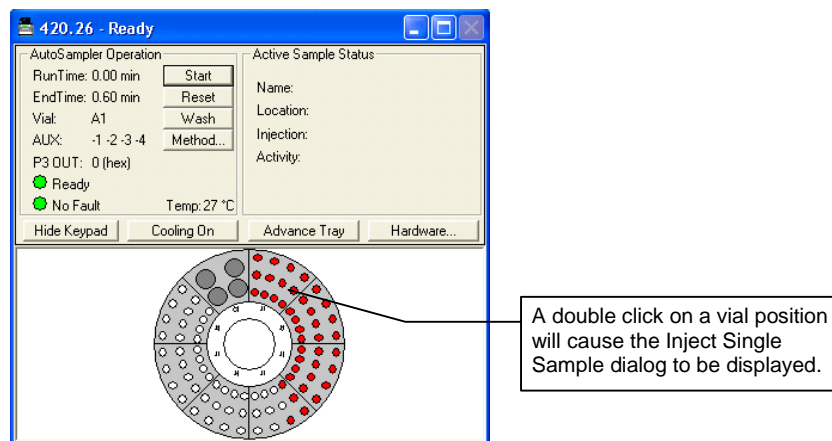 420.26 - Ready
AutoSampler Operation
RunTime: 0.00 min
Start
EndTime: 0.60 min
Reset
Vial: A1
Wash
AUX: -1 -2 -3 -4
Method...
P3 OUT: 0 (hex)
Ready
No Fault
Temp: 27 °C
Active Sample Status
Name:
Location:
Injection:
Activity:
Hide Keypad
Cooling On
Advance Tray
Hardware...
A double click on a vial position
will cause the Inject Single
Sample dialog to be displayed.